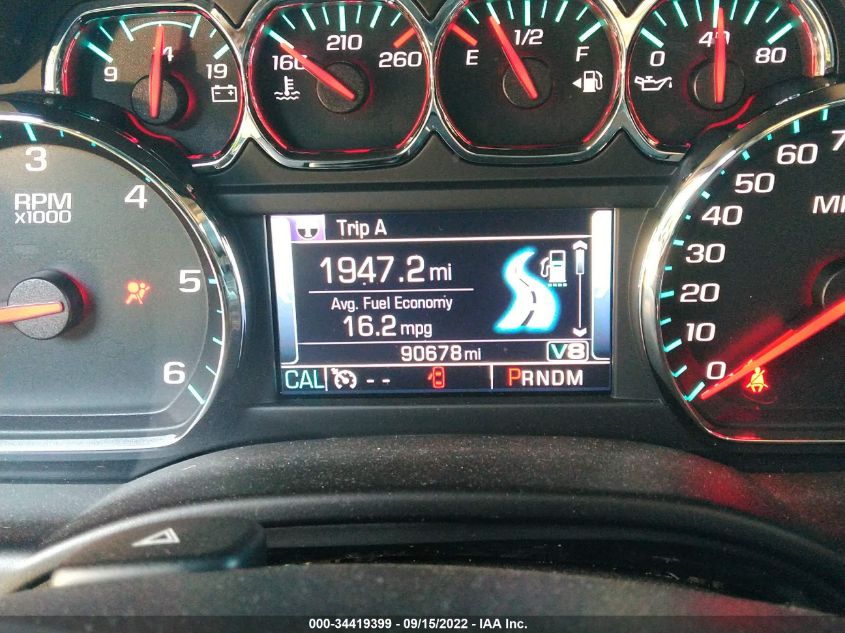 9 14 19
160 210 260
E 1/2 F
0 40 80
3 4 5 6
RPM
x1000
Trip A
1947.2 mi
Avg. Fuel Economy
16.2 mpg
90678 mi V8
CAL -- PRNDM
0 10 20 30 40 50 60
000-34419399 - 09/15/2022 - IAA Inc.